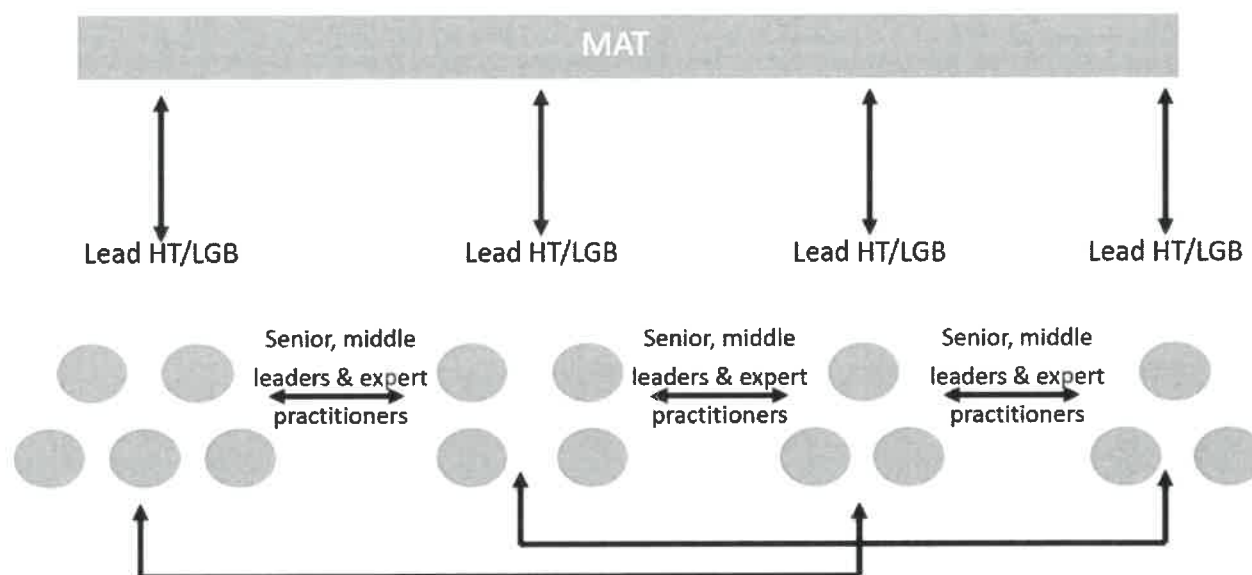 MAT
Lead HT/LGB
Lead HT/LGB
Lead HT/LGB
Lead HT/LGB
Senior, middle
leaders & expert
practitioners
Senior, middle
leaders & expert
practitioners
Senior, middle
leaders & expert
practitioners